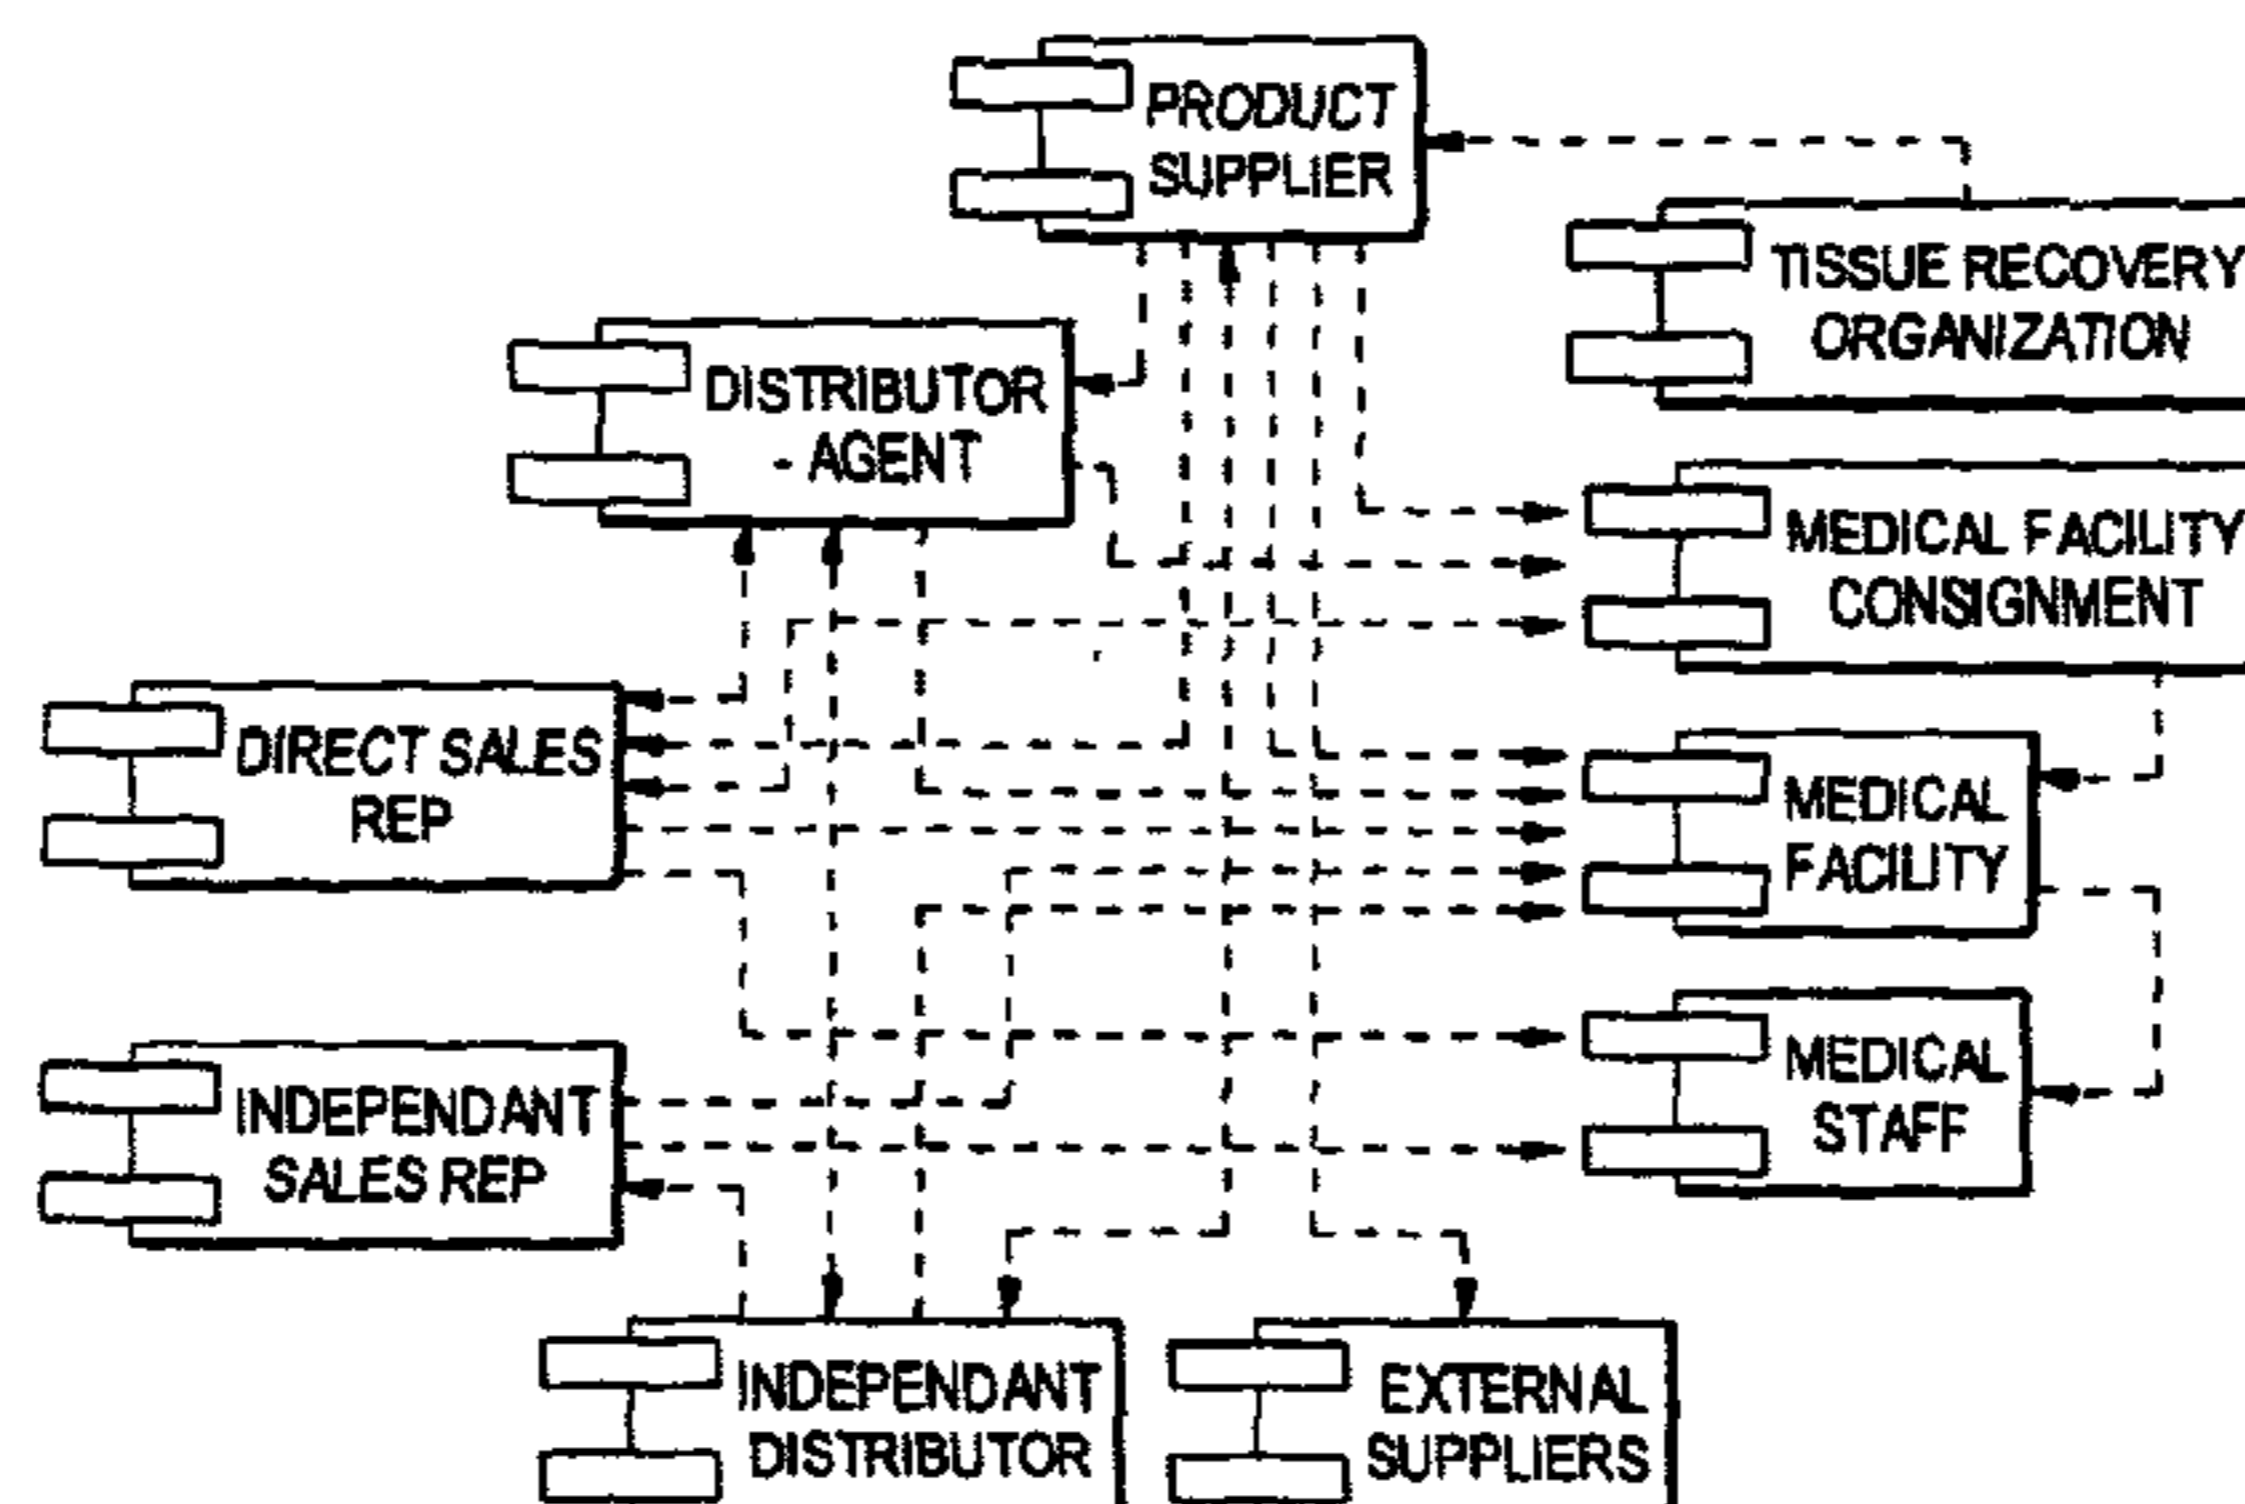 PRODUCT
SUPPLIER
TISSUE RECOVERY
ORGANIZATION
DISTRIBUTOR
- AGENT
MEDICAL FACILITY
CONSIGNMENT
DIRECT SALES
REP
MEDICAL
FACILITY
MEDICAL
STAFF
INDEPENDANT
SALES REP
INDEPENDANT
DISTRIBUTOR
EXTERNAL
SUPPLIERS